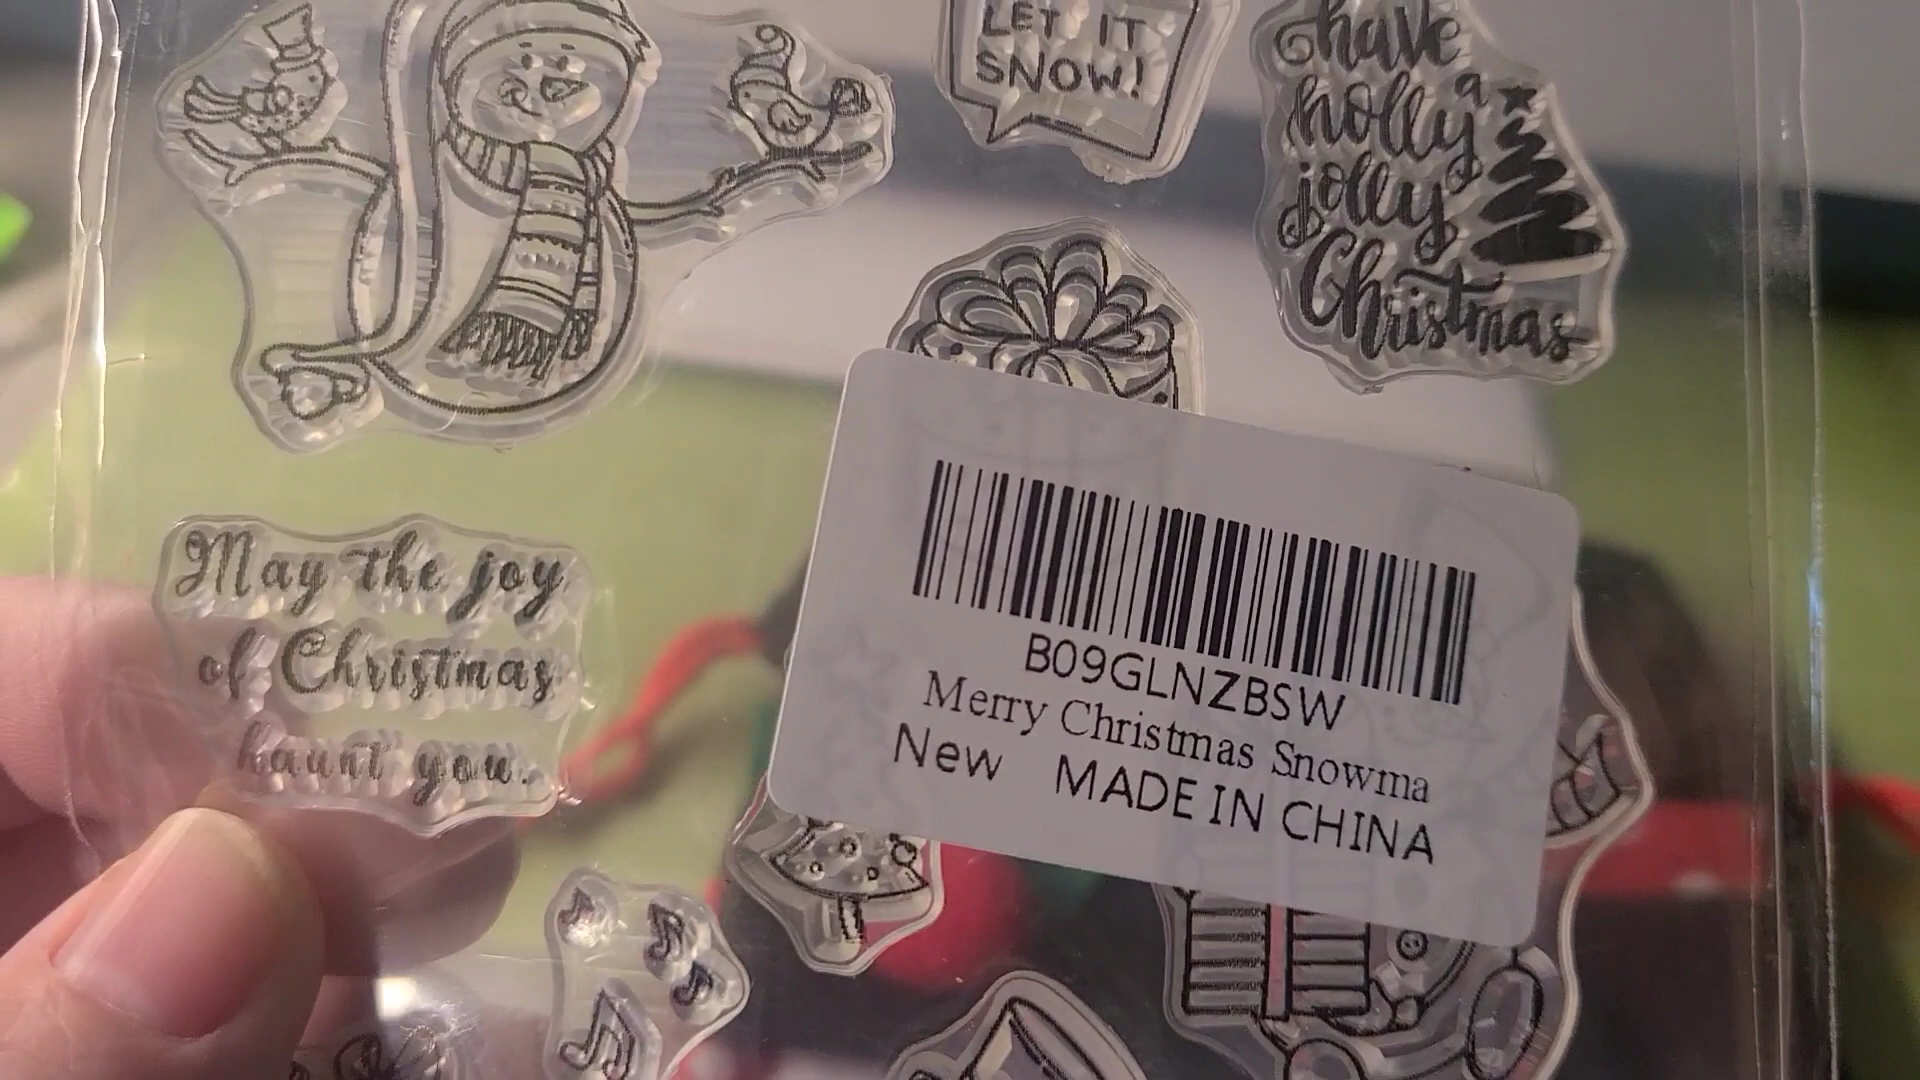 LET IT
SNOW!
have
a
holly
jolly
Christmas
May the joy
of Christmas
haunt you.
B09GLNZBSW
Merry Christmas Snowma
New MADE IN CHINA